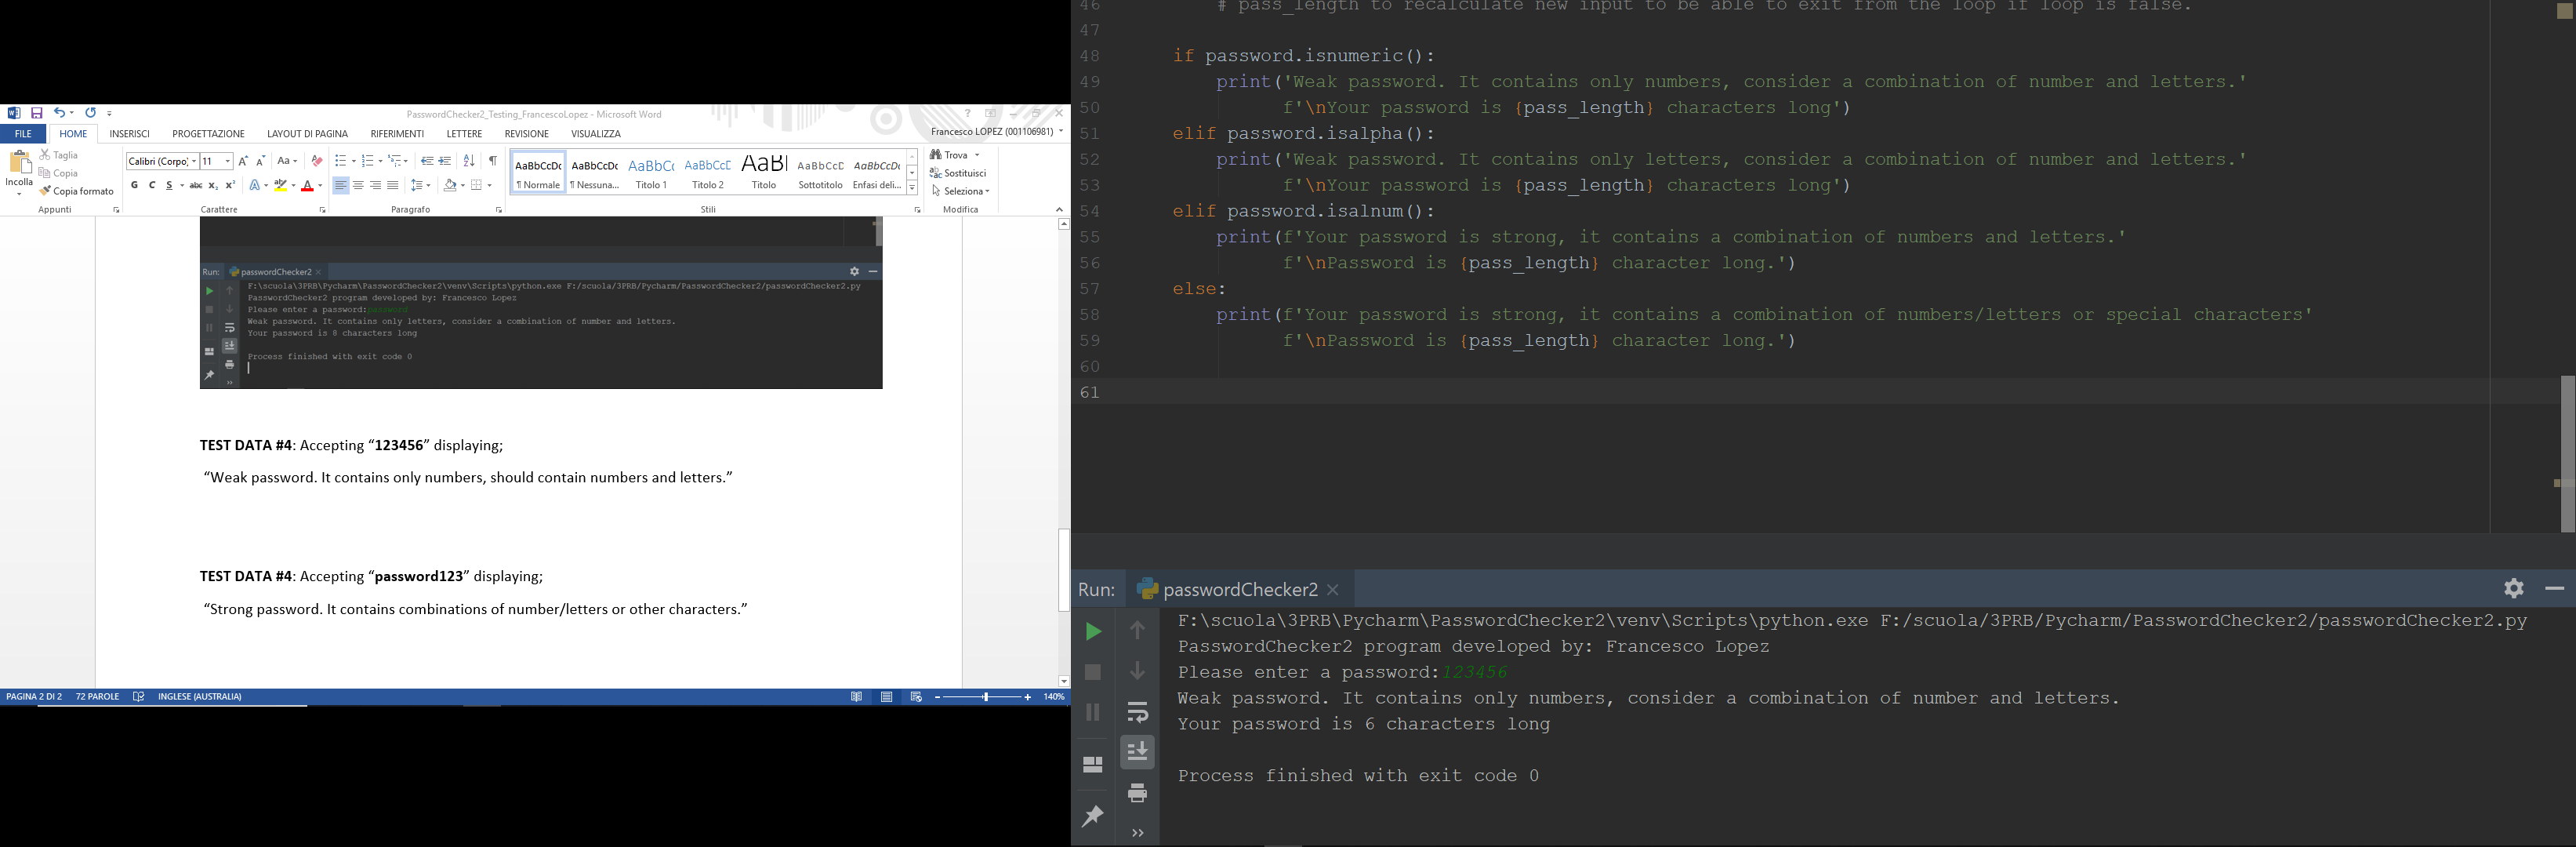 PasswordChecker2_Testing_FrancescoLopez - Microsoft Word
FILE HOME INSERISCI PROGETTAZIONE LAYOUT DI PAGINA RIFERIMENTI LETTERE REVISIONE VISUALIZZA
Francesco LOPEZ (001106981)
Incolla
Taglia
Copia
Copia formato
Appunti
Calibri (Corpo) 11
Aa
G C S abc x₂ x²
Carattere
Paragrafo
AaBbCcDc AaBbCcDc AaBbC( AaBbCcE AaB AaBbCcC AaBbCcDc
¶ Normale ¶ Nessuna... Titolo 1 Titolo 2 Titolo Sottotitolo Enfasi deli...
Stili
Trova
Sostituisci
Seleziona
Modifica
Run: passwordChecker2
F:\scuola\3PRB\Pycharm\PasswordChecker2\venv\Scripts\python.exe F:/scuola/3PRB/Pycharm/PasswordChecker2/passwordChecker2.py
PasswordChecker2 program developed by: Francesco Lopez
Please enter a password:password
Weak password. It contains only letters, consider a combination of number and letters.
Your password is 8 characters long
Process finished with exit code 0
TEST DATA #4: Accepting “123456” displaying;
“Weak password. It contains only numbers, should contain numbers and letters.”
TEST DATA #4: Accepting “password123” displaying;
“Strong password. It contains combinations of number/letters or other characters.”
PAGINA 2 DI 2 72 PAROLE INGLESE (AUSTRALIA) 140%
46 # pass_length to recalculate new input to be able to exit from the loop if loop is false.
47
48 if password.isnumeric():
49 print('Weak password. It contains only numbers, consider a combination of number and letters.'
50 f'\nYour password is {pass_length} characters long')
51 elif password.isalpha():
52 print('Weak password. It contains only letters, consider a combination of number and letters.'
53 f'\nYour password is {pass_length} characters long')
54 elif password.isalnum():
55 print(f'Your password is strong, it contains a combination of numbers and letters.'
56 f'\nPassword is {pass_length} character long.')
57 else:
58 print(f'Your password is strong, it contains a combination of numbers/letters or special characters'
59 f'\nPassword is {pass_length} character long.')
60
61
Run: passwordChecker2
F:\scuola\3PRB\Pycharm\PasswordChecker2\venv\Scripts\python.exe F:/scuola/3PRB/Pycharm/PasswordChecker2/passwordChecker2.py
PasswordChecker2 program developed by: Francesco Lopez
Please enter a password:123456
Weak password. It contains only numbers, consider a combination of number and letters.
Your password is 6 characters long
Process finished with exit code 0